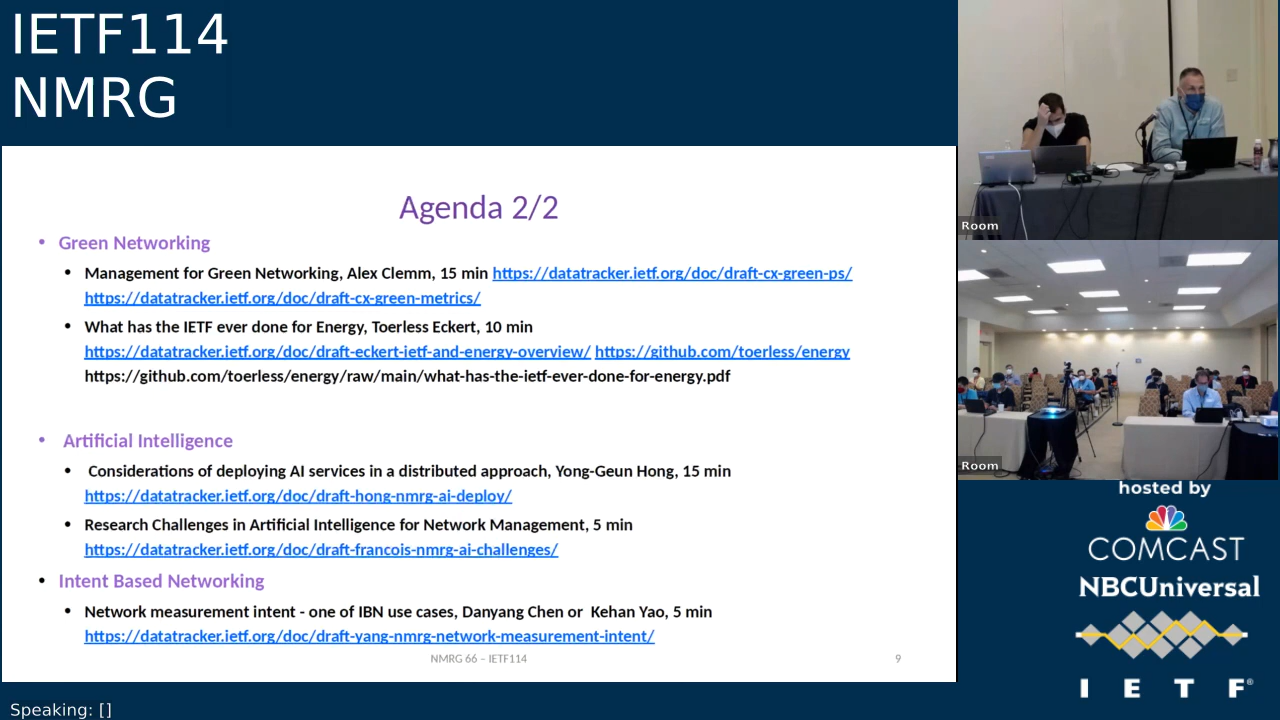 IETF114
NMRG
Agenda 2/2
• Green Networking
• Management for Green Networking, Alex Clemm, 15 min https://datatracker.ietf.org/doc/draft-cx-green-ps/
https://datatracker.ietf.org/doc/draft-cx-green-metrics/
• What has the IETF ever done for Energy, Toerless Eckert, 10 min
https://datatracker.ietf.org/doc/draft-eckert-ietf-and-energy-overview/ https://github.com/toerless/energy
https://github.com/toerless/energy/raw/main/what-has-the-ietf-ever-done-for-energy.pdf
• Artificial Intelligence
• Considerations of deploying AI services in a distributed approach, Yong-Geun Hong, 15 min
https://datatracker.ietf.org/doc/draft-hong-nmrg-ai-deploy/
• Research Challenges in Artificial Intelligence for Network Management, 5 min
https://datatracker.ietf.org/doc/draft-francois-nmrg-ai-challenges/
• Intent Based Networking
• Network measurement intent - one of IBN use cases, Danyang Chen or Kehan Yao, 5 min
https://datatracker.ietf.org/doc/draft-yang-nmrg-network-measurement-intent/
NMRG 66 – IETF114
9
Room
Room
hosted by
COMCAST
NBCUniversal
I E T F®
Speaking: []